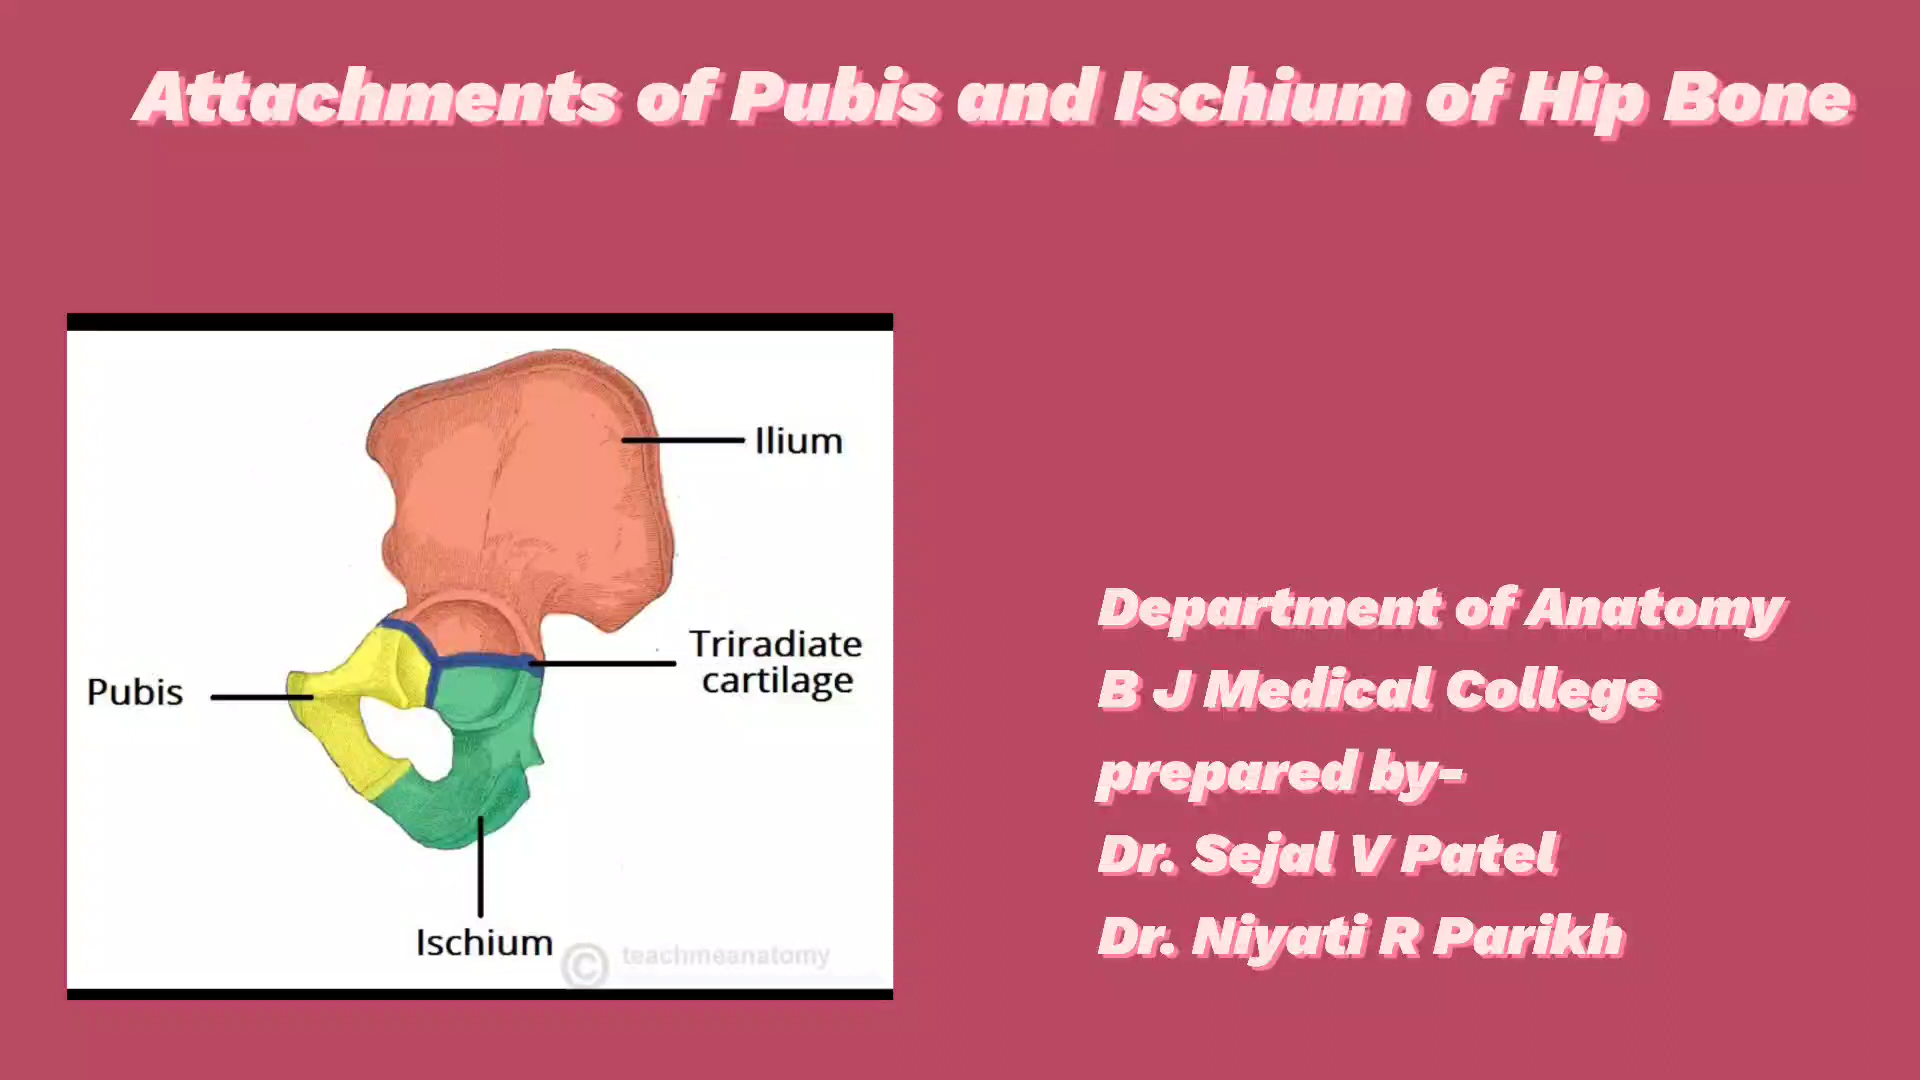 Attachments of Pubis and Ischium of Hip Bone
Ilium
Triradiate
cartilage
Pubis
Ischium
© teachmeanatomy
Department of Anatomy
B J Medical College
prepared by-
Dr. Sejal V Patel
Dr. Niyati R Parikh